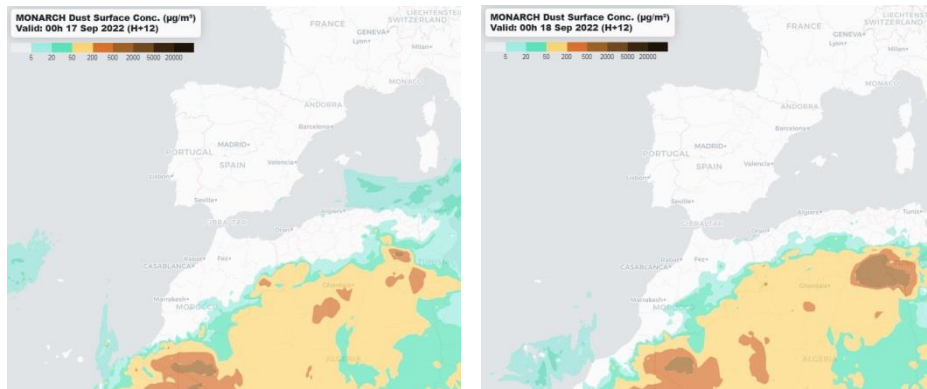 MONARCH Dust Surface Conc. (µg/m³)
Valid: 00h 17 Sep 2022 (H+12)
5 20 50 200 500 2000 5000 20000
LIECHTENSTEIN
SWITZERLAND
FRANCE
GENEVA
Lyon
Milan
MONACO
ANDORRA
Barcelona
PORTUGAL
MADRID
SPAIN
Valencia
Lisbon
Seville
GIBRALTAR
Algiers
Oran
Rabat
Fez
CASABLANCA
Ghardaia
Marrakesh
MOROCCO
ALGERIA
MONARCH Dust Surface Conc. (µg/m³)
Valid: 00h 18 Sep 2022 (H+12)
5 20 50 200 500 2000 5000 20000
LIECHTENSTEIN
SWITZERLAND
FRANCE
GENEVA
Lyon
Milan
MONACO
ANDORRA
Barcelona
PORTUGAL
MADRID
SPAIN
Valencia
Lisbon
Seville
GIBRALTAR
Algiers
Tunis
Oran
Rabat
Fez
CASABLANCA
Ghardaia
Marrakesh
MOROCCO
ALGERIA